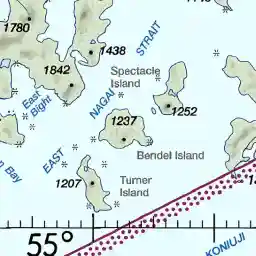 1780
1438
STRAIT
1842
Spectacle
Island
East
Bight
NAGAI
1252
1237
EAST
Bendel Island
Bay
1207
Turner
Island
55°
KONIUJI